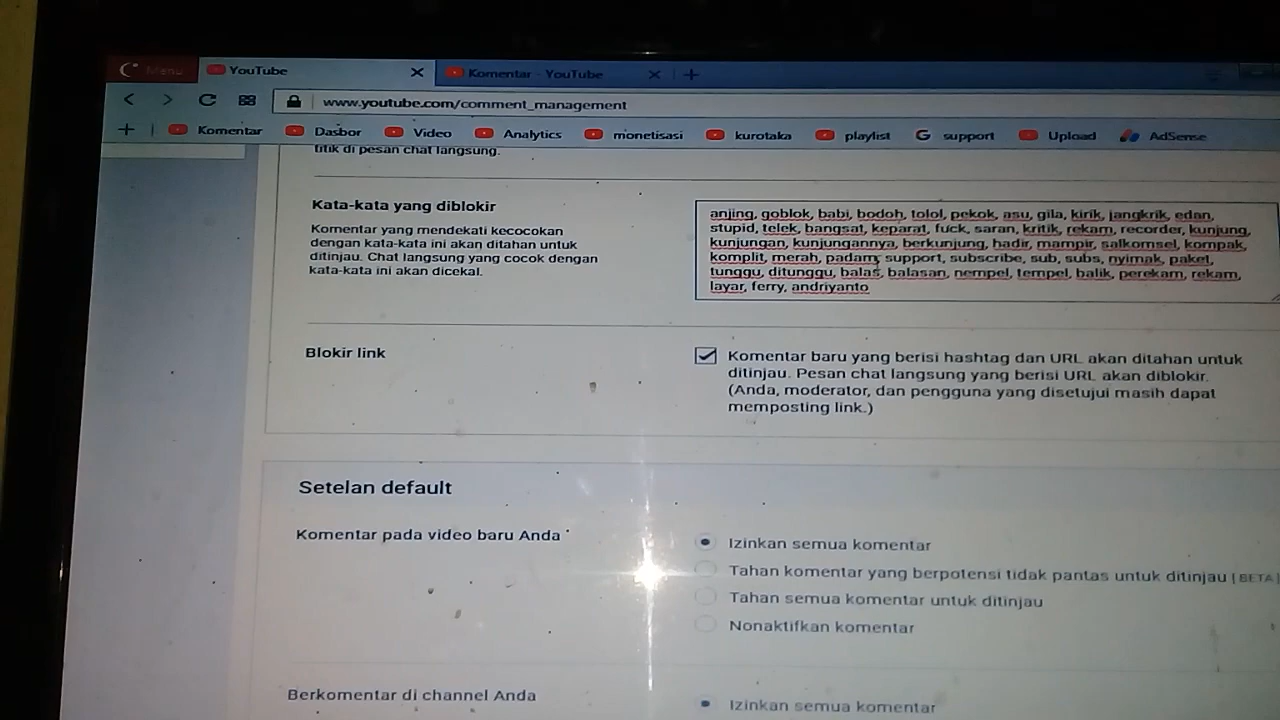 Menu
YouTube
Komentar - YouTube
www.youtube.com/comment_management
Komentar Dasbor Video Analytics monetisasi kurotaka playlist support Upload AdSense
titik di pesan chat langsung.
Kata-kata yang diblokir
Komentar yang mendekati kecocokan
dengan kata-kata ini akan ditahan untuk
ditinjau. Chat langsung yang cocok dengan
kata-kata ini akan dicekal.
anjing, goblok, babi, bodoh, tolol, pekok, asu, gila, kirik, jangkrik, edan,
stupid, telek, bangsat, keparat, fuck, saran, kritik, rekam, recorder, kunjung,
kunjungan, kunjungannya, berkunjung, hadir, mampir, salkomsel, kompak,
komplit, merah, padam, support, subscribe, sub, subs, nyimak, paket,
tunggu, ditunggu, balas, balasan, nempel, tempel, balik, perekam, rekam,
layar, ferry, andriyanto
Blokir link
Komentar baru yang berisi hashtag dan URL akan ditahan untuk
ditinjau. Pesan chat langsung yang berisi URL akan diblokir.
(Anda, moderator, dan pengguna yang disetujui masih dapat
memposting link.)
Setelan default
Komentar pada video baru Anda
Izinkan semua komentar
Tahan komentar yang berpotensi tidak pantas untuk ditinjau [BETA]
Tahan semua komentar untuk ditinjau
Nonaktifkan komentar
Berkomentar di channel Anda
Izinkan semua komentar